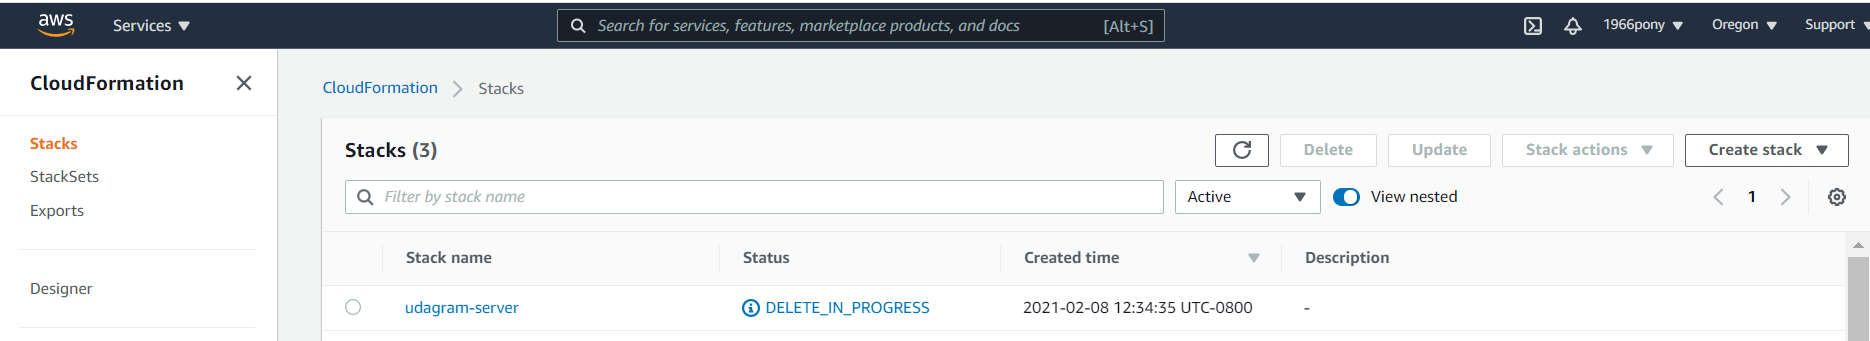 aws Services Search for services, features, marketplace products, and docs [Alt+S] 1966pony Oregon Support
CloudFormation
Stacks
StackSets
Exports
Designer
CloudFormation Stacks
Stacks (3) Delete Update Stack actions Create stack
Filter by stack name Active View nested 1
Stack name Status Created time Description
udagram-server DELETE_IN_PROGRESS 2021-02-08 12:34:35 UTC-0800 -